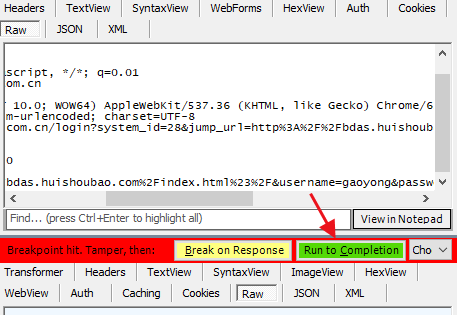 Headers TextView SyntaxView WebForms HexView Auth Cookies
Raw JSON XML
script, */*; q=0.01
om.cn
10.0; WOW64) AppleWebKit/537.36 (KHTML, like Gecko) Chrome/6
m-urlencoded; charset=UTF-8
com.cn/login?system_id=28&jump_url=http%3A%2F%2Fbdas.huishoub
0
bdas.huishoubao.com%2Findex.html%23%2F&username=gaoyong&passw
Find... (press Ctrl+Enter to highlight all) View in Notepad
Breakpoint hit. Tamper, then: Break on Response Run to Completion Cho
Transformer Headers TextView SyntaxView ImageView HexView
WebView Auth Caching Cookies Raw JSON XML